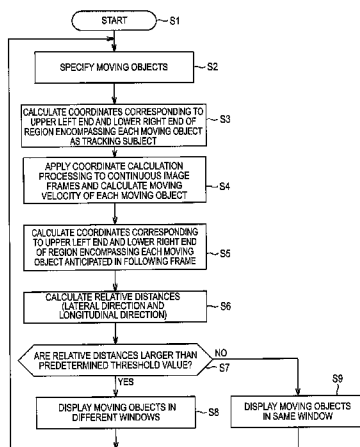 START
S1
SPECIFY MOVING OBJECTS
S2
CALCULATE COORDINATES CORRESPONDING TO
UPPER LEFT END AND LOWER RIGHT END OF
REGION ENCOMPASSING EACH MOVING OBJECT
AS TRACKING SUBJECT
S3
APPLY COORDINATE CALCULATION
PROCESSING TO CONTINUOUS IMAGE
FRAMES AND CALCULATE MOVING
VELOCITY OF EACH MOVING OBJECT
S4
CALCULATE COORDINATES CORRESPONDING
TO UPPER LEFT END AND LOWER RIGHT END
OF REGION ENCOMPASSING EACH MOVING
OBJECT ANTICIPATED IN FOLLOWING FRAME
S5
CALCULATE RELATIVE DISTANCES
(LATERAL DIRECTION AND
LONGITUDINAL DIRECTION)
S6
ARE RELATIVE DISTANCES LARGER THAN
PREDETERMINED THRESHOLD VALUE?
NO
S7
YES
S9
DISPLAY MOVING OBJECTS IN
DIFFERENT WINDOWS
S8
DISPLAY MOVING OBJECTS
IN SAME WINDOW